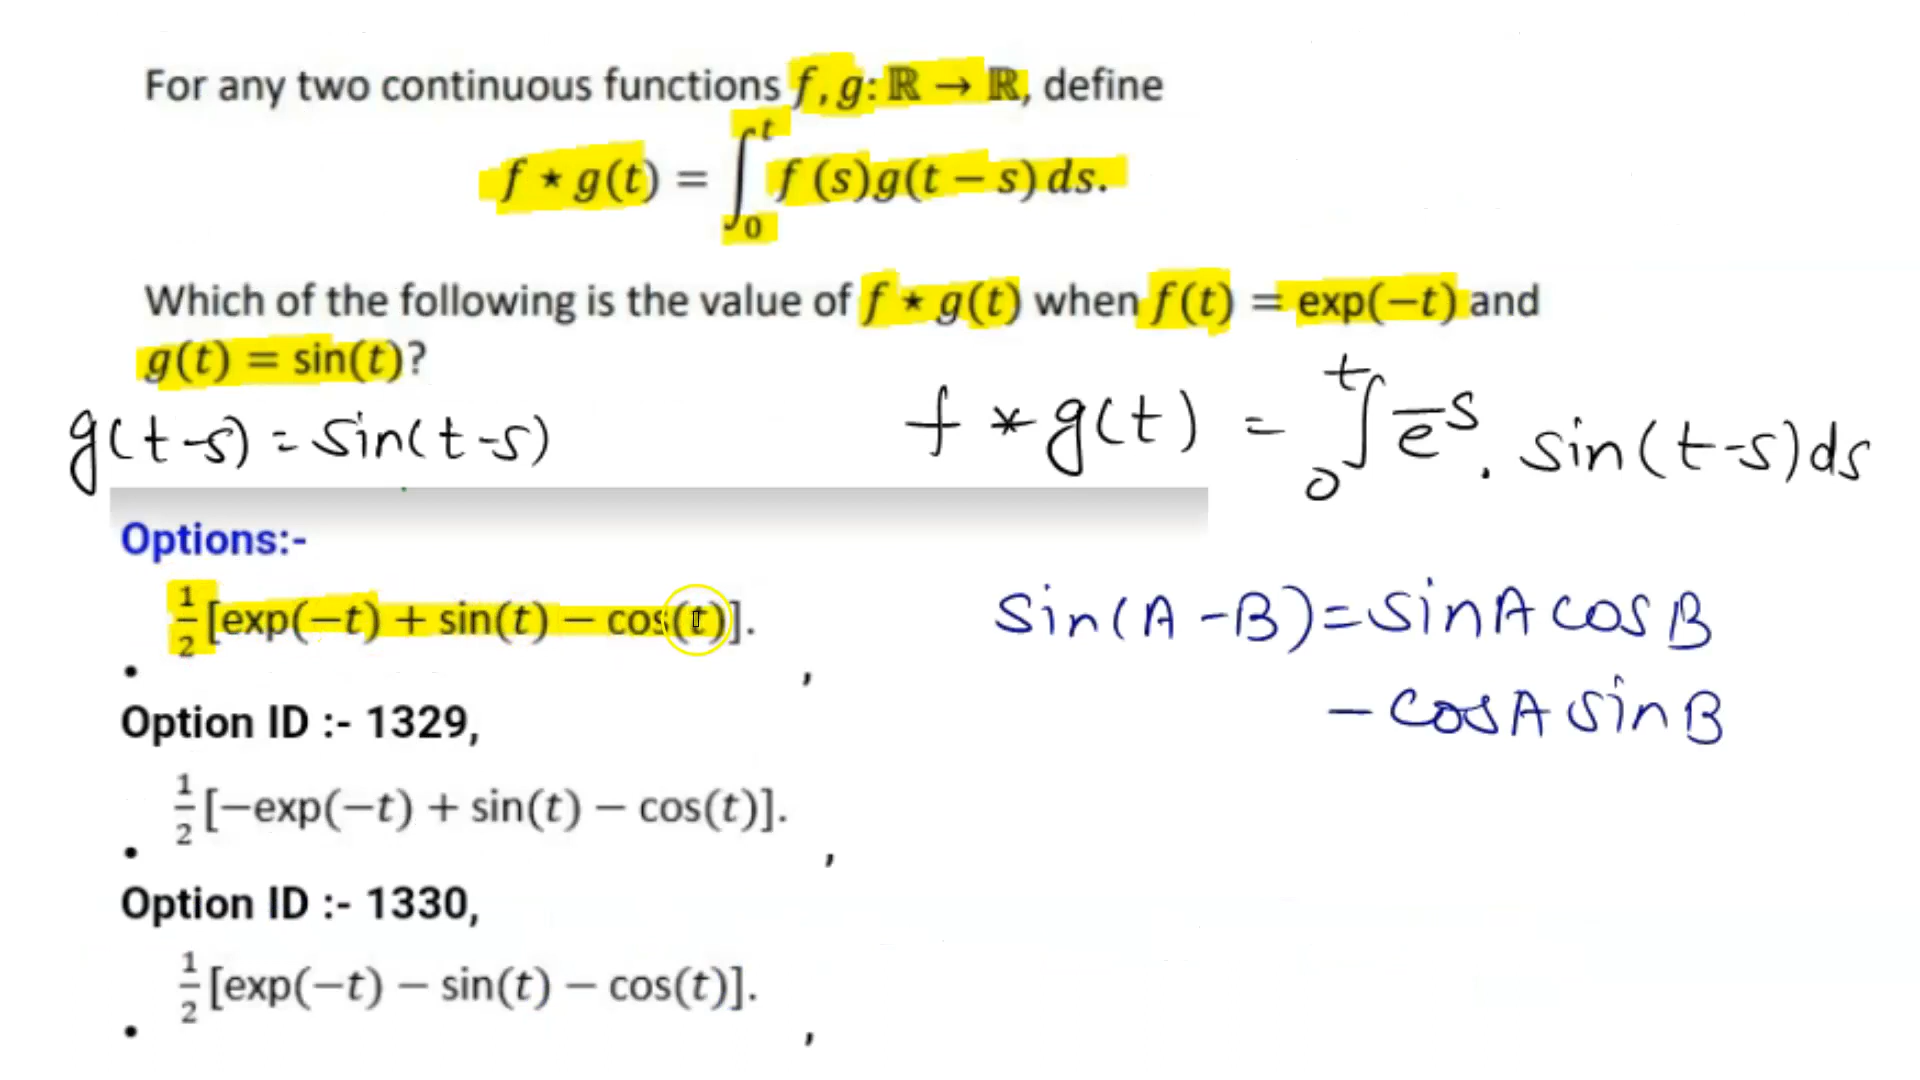 For any two continuous functions f, g: ℝ → ℝ, define
f ⋆ g(t) = ∫₀ᵗ f (s)g(t − s) ds.
Which of the following is the value of f ⋆ g(t) when f(t) = exp(−t) and
g(t) = sin(t)?
g(t-s) = sin(t-s)
f * g(t) = ∫₀ᵗ e⁻ˢ . sin(t-s)ds
Options:-
1/2 [exp(−t) + sin(t) − cos(t)].
• ,
sin(A - B) = sinA cosB
- cosA sinB
Option ID :- 1329,
1/2 [−exp(−t) + sin(t) − cos(t)].
• ,
Option ID :- 1330,
1/2 [exp(−t) − sin(t) − cos(t)].
• ,